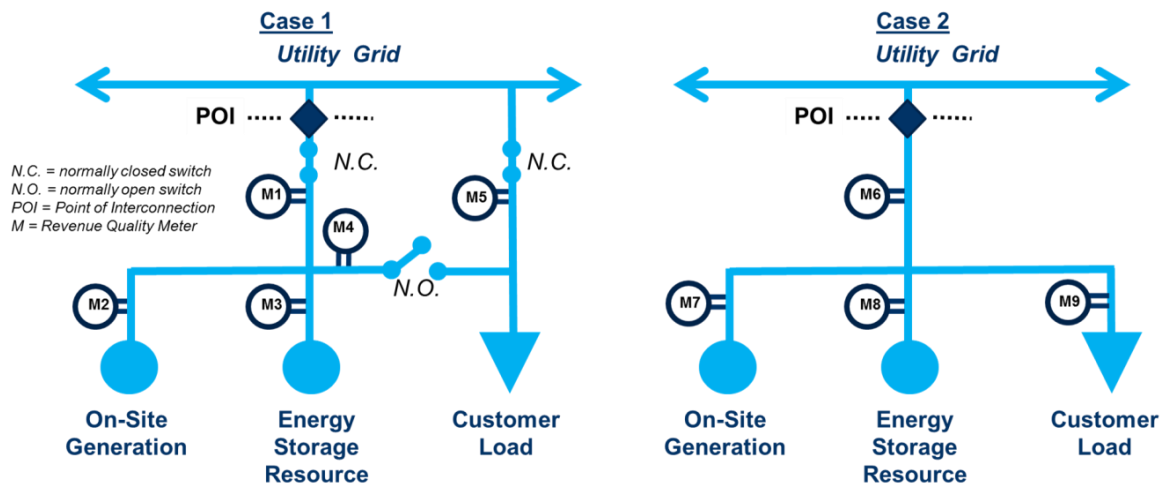 Case 1
Utility Grid
POI
N.C.
N.C.
N.C. = normally closed switch
N.O. = normally open switch
POI = Point of Interconnection
M = Revenue Quality Meter
M1
M5
M4
N.O.
M2
M3
On-Site
Generation
Energy
Storage
Resource
Customer
Load
Case 2
Utility Grid
POI
M6
M7
M8
M9
On-Site
Generation
Energy
Storage
Resource
Customer
Load